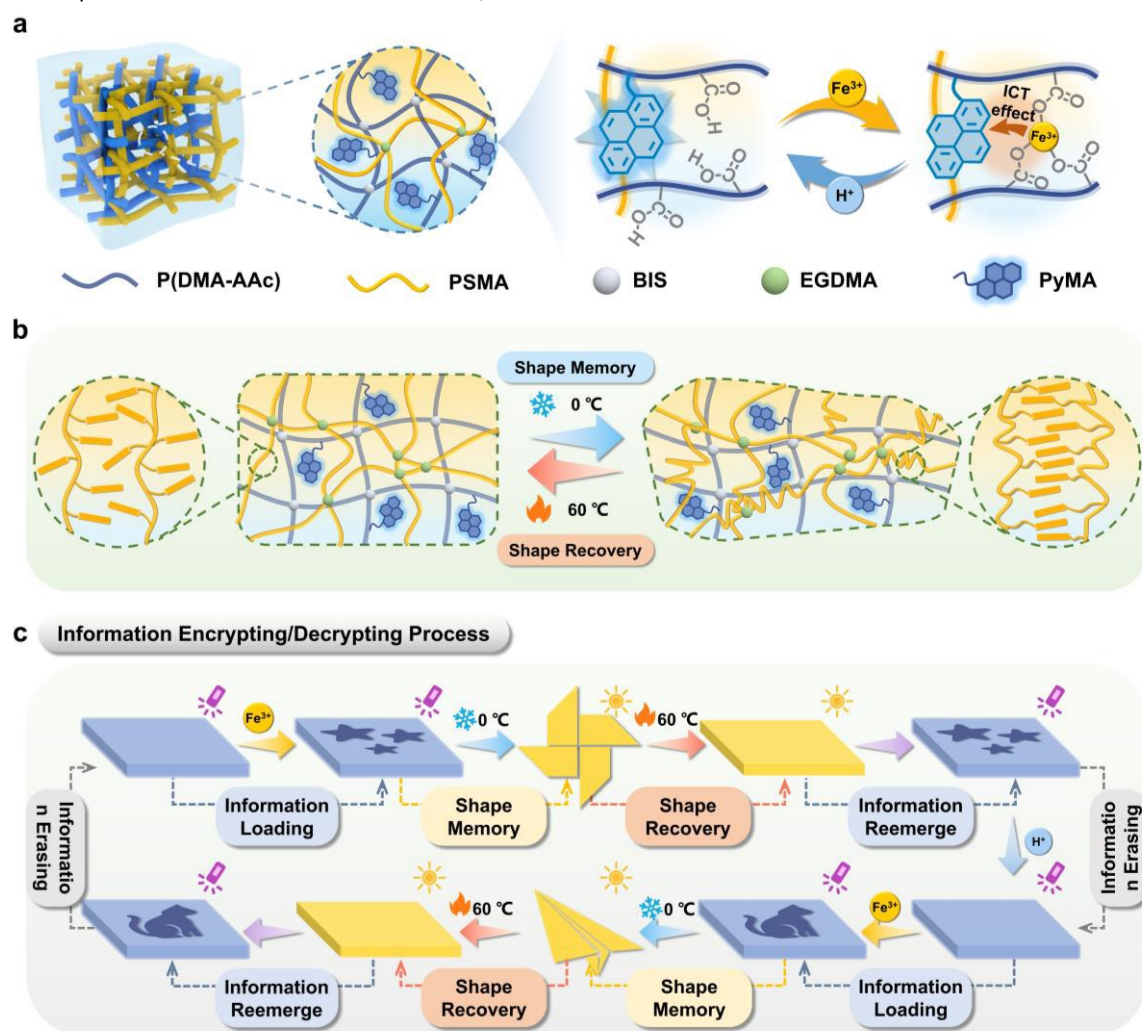 a
Fe³⁺
H⁺
ICT
effect
Fe³⁺
C
O
O
H
H
O
C
O
C
O
O
H
O
C
O
O
C
O
C
O
O
P(DMA-AAc)
PSMA
BIS
EGDMA
PyMA
b
Shape Memory
0 ℃
60 ℃
Shape Recovery
c
Information Encrypting/Decrypting Process
Fe³⁺
0 ℃
60 ℃
Information
Loading
Shape
Memory
Shape
Recovery
Information
Reemerge
Informatio
n Erasing
H⁺
Informatio
n Erasing
60 ℃
0 ℃
Fe³⁺
Information
Reemerge
Shape
Recovery
Shape
Memory
Information
Loading